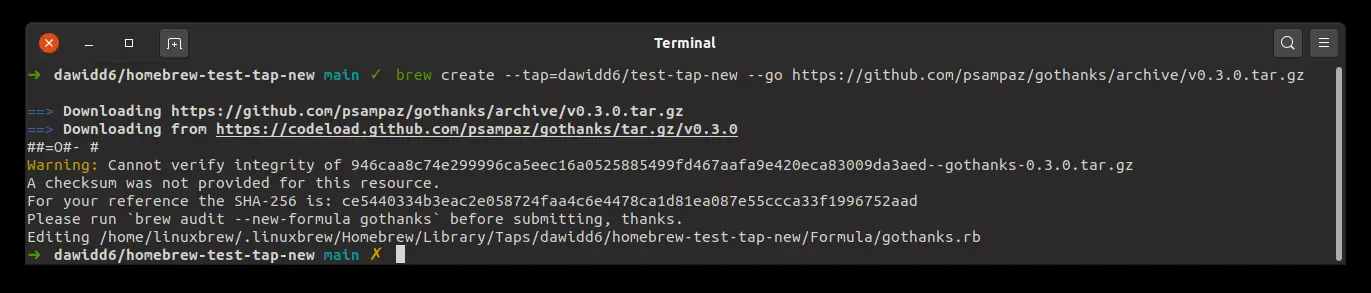 Terminal
➜ dawidd6/homebrew-test-tap-new main ✓ brew create --tap=dawidd6/test-tap-new --go https://github.com/psampaz/gothanks/archive/v0.3.0.tar.gz
==> Downloading https://github.com/psampaz/gothanks/archive/v0.3.0.tar.gz
==> Downloading from https://codeload.github.com/psampaz/gothanks/tar.gz/v0.3.0
##=O#- #
Warning: Cannot verify integrity of 946caa8c74e299996ca5eec16a0525885499fd467aafa9e420eca83009da3aed--gothanks-0.3.0.tar.gz
A checksum was not provided for this resource.
For your reference the SHA-256 is: ce5440334b3eac2e058724faa4c6e4478ca1d81ea087e55ccca33f1996752aad
Please run `brew audit --new-formula gothanks` before submitting, thanks.
Editing /home/linuxbrew/.linuxbrew/Homebrew/Library/Taps/dawidd6/homebrew-test-tap-new/Formula/gothanks.rb
➜ dawidd6/homebrew-test-tap-new main ✗